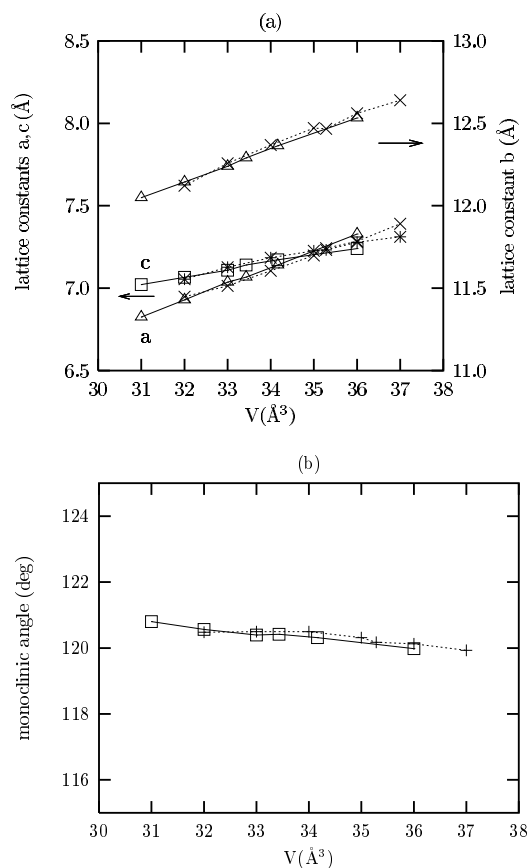 (a)
8.5
8.0
7.5
7.0
6.5
lattice constants a,c (Å)
13.0
12.5
12.0
11.5
11.0
lattice constant b (Å)
c
a
30 31 32 33 34 35 36 37 38
V(Å³)
(b)
124
122
120
118
116
monoclinic angle (deg)
30 31 32 33 34 35 36 37 38
V(Å³)